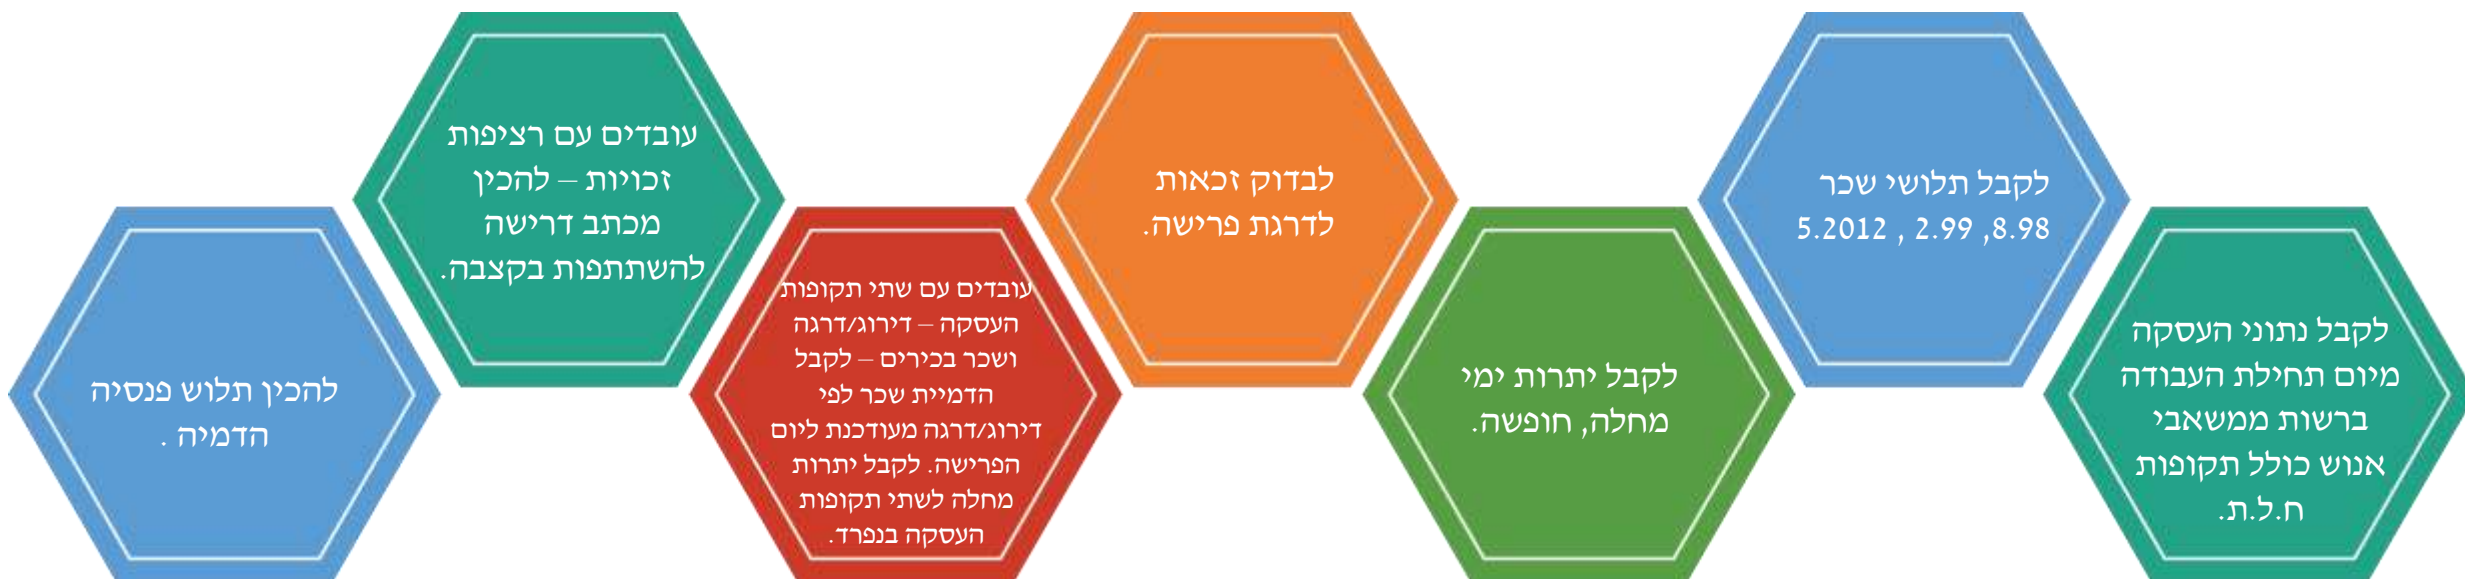 לקבל נתוני העסקה
מיום תחילת העבודה
ברשות ממשאבי
אנוש כולל תקופות
ח.ל.ת.
לקבל תלושי שכר
8.98, 2.99 , 5.2012
לקבל יתרות ימי
מחלה, חופשה.
לבדוק זכאות
לדרגת פרישה.
עובדים עם שתי תקופות
העסקה – דירוג/דרגה
ושכר בכירים – לקבל
הדמיית שכר לפי
דירוג/דרגה מעודכנת ליום
הפרישה. לקבל יתרות
מחלה לשתי תקופות
העסקה בנפרד.
עובדים עם רציפות
זכויות – להכין
מכתב דרישה
להשתתפות בקצבה.
להכין תלוש פנסיה
הדמיה .